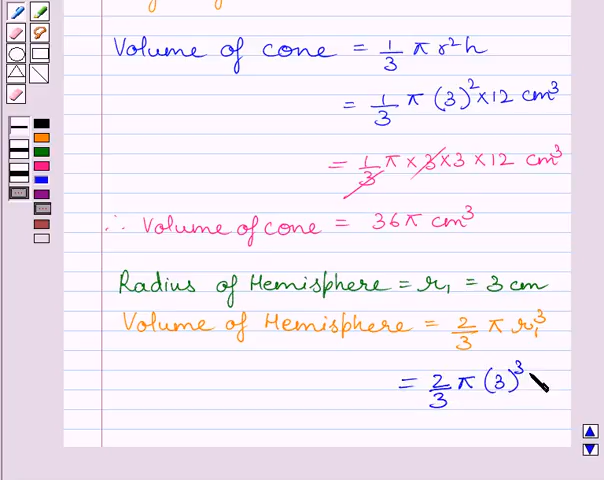 Volume of cone = 1/3 π r²h
= 1/3 π (3)² × 12 cm³
= 1/3 π × 3 × 3 × 12 cm³
∴ Volume of cone = 36π cm³
Radius of Hemisphere = r₁ = 3 cm
Volume of Hemisphere = 2/3 π r₁³
= 2/3 π (3)³